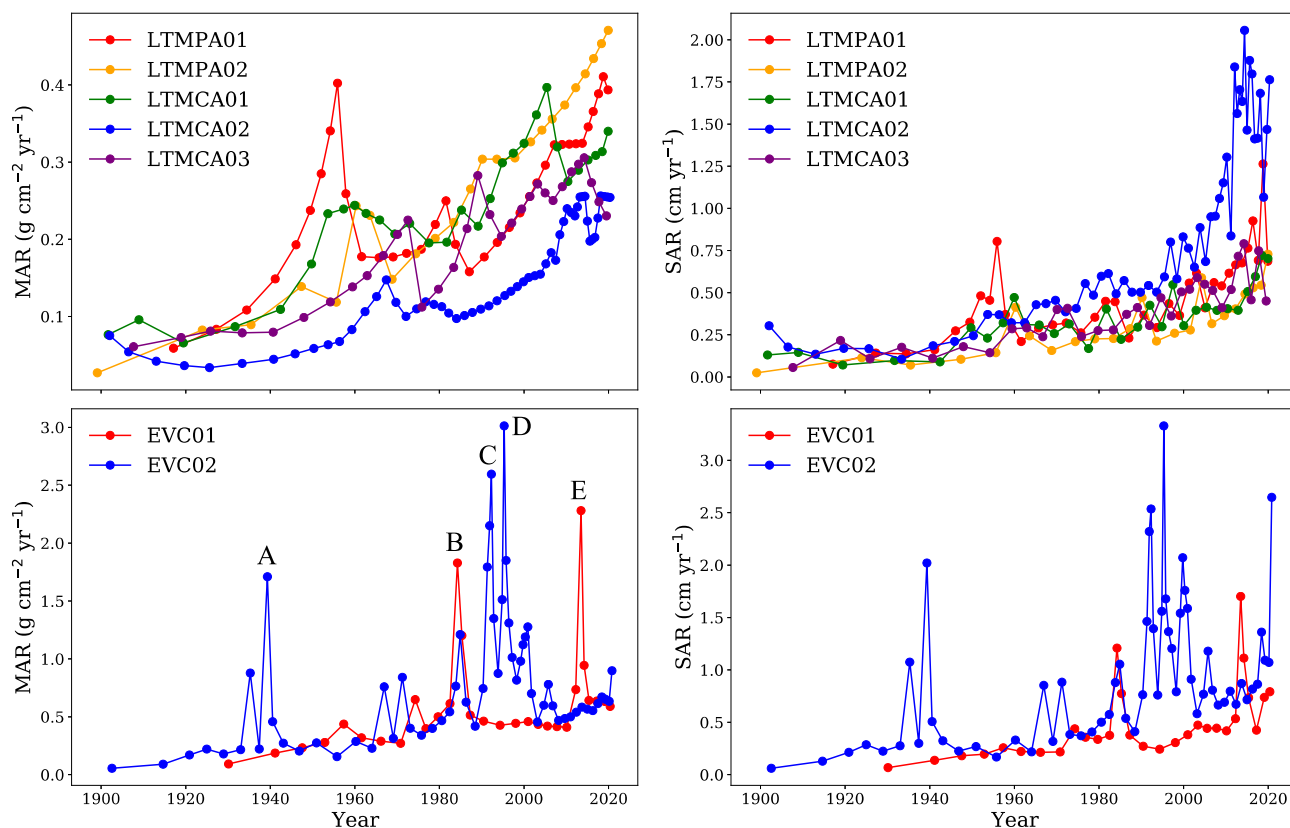 MAR (g cm⁻² yr⁻¹)
0.4
0.3
0.2
0.1
LTMPA01
LTMPA02
LTMCA01
LTMCA02
LTMCA03
SAR (cm yr⁻¹)
2.00
1.75
1.50
1.25
1.00
0.75
0.50
0.25
0.00
LTMPA01
LTMPA02
LTMCA01
LTMCA02
LTMCA03
MAR (g cm⁻² yr⁻¹)
3.0
2.5
2.0
1.5
1.0
0.5
0.0
EVC01
EVC02
A
B
C
D
E
1900 1920 1940 1960 1980 2000 2020
Year
SAR (cm yr⁻¹)
3.0
2.5
2.0
1.5
1.0
0.5
0.0
EVC01
EVC02
1900 1920 1940 1960 1980 2000 2020
Year